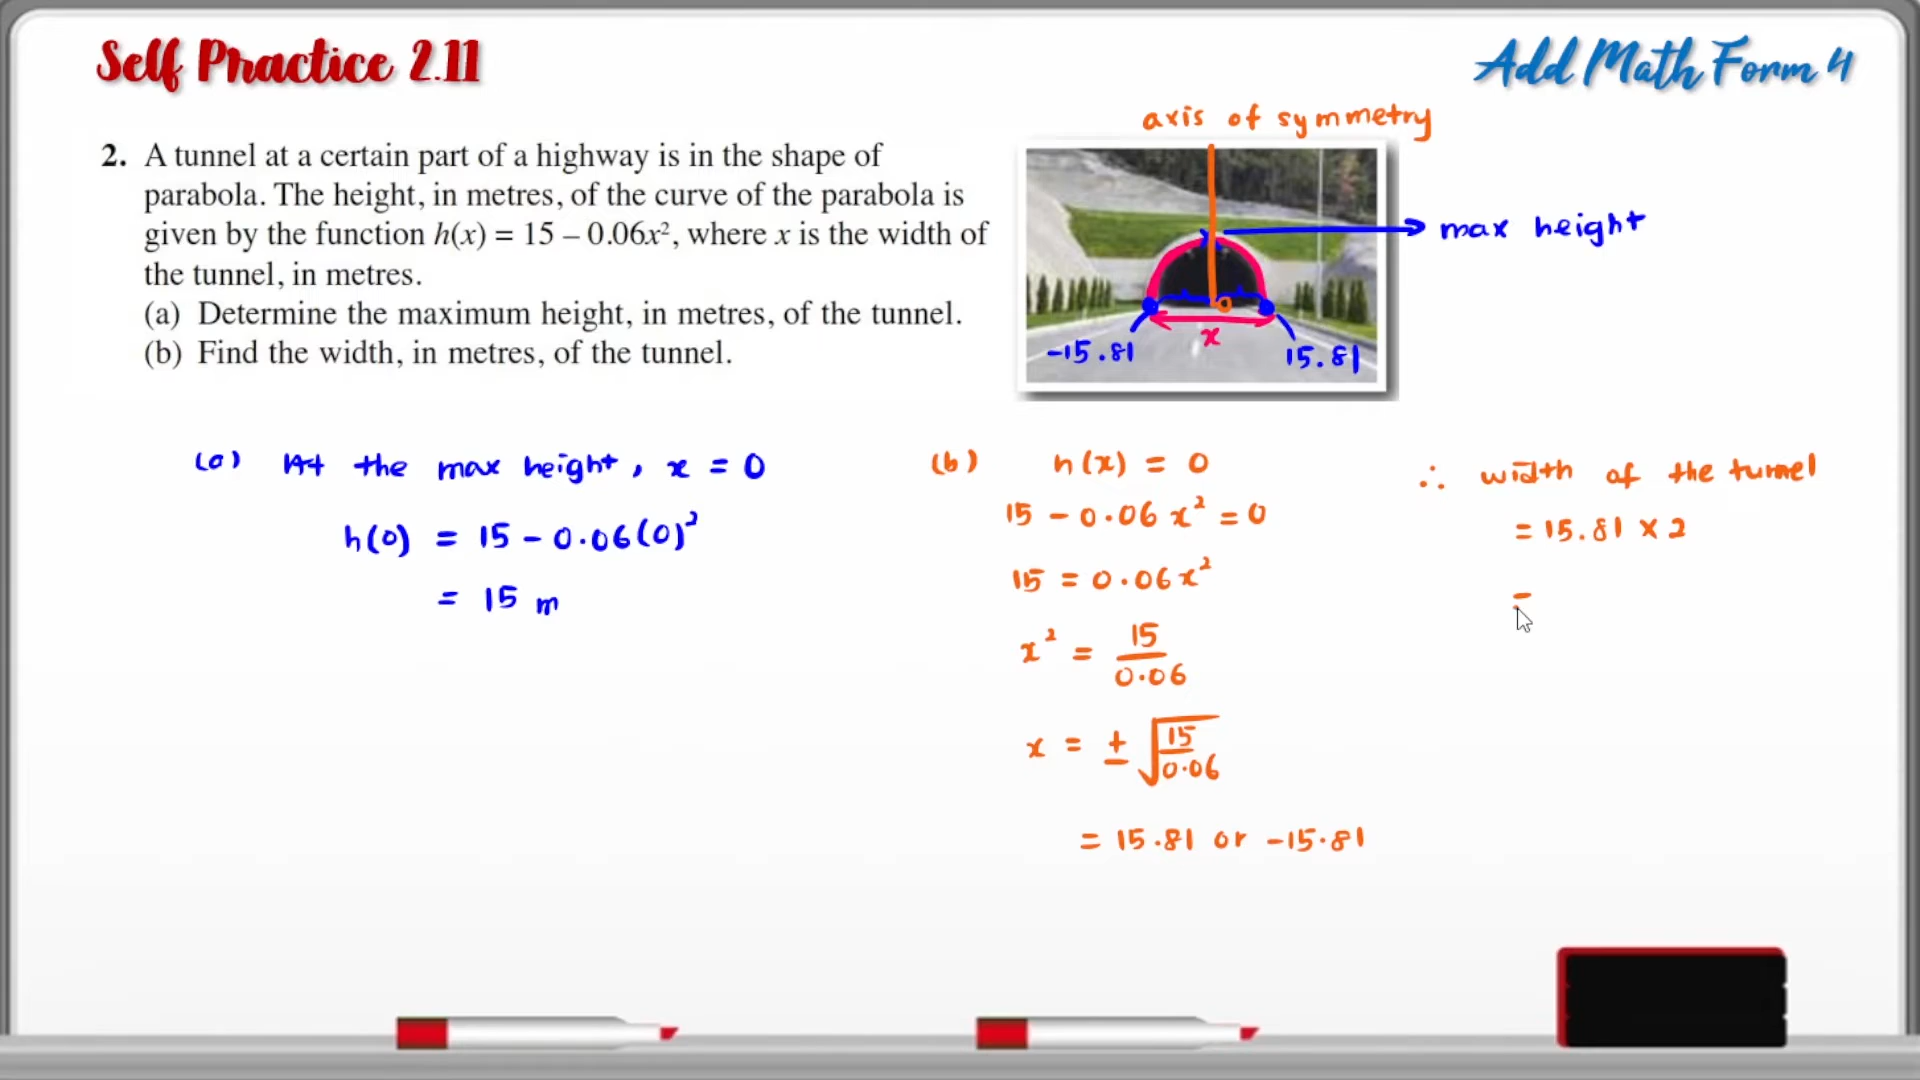 Self Practice 2.11
Add Math Form 4
2. A tunnel at a certain part of a highway is in the shape of
parabola. The height, in metres, of the curve of the parabola is
given by the function h(x) = 15 – 0.06x², where x is the width of
the tunnel, in metres.
(a) Determine the maximum height, in metres, of the tunnel.
(b) Find the width, in metres, of the tunnel.
axis of symmetry
max height
0
x
-15.81
15.81
(a) At the max height, x = 0
h(0) = 15 - 0.06(0)²
= 15 m
(b) h(x) = 0
15 - 0.06x² = 0
15 = 0.06x²
x² = 15/0.06
x = ± √(15/0.06)
= 15.81 or -15.81
∴ width of the tunnel
= 15.81 × 2
=